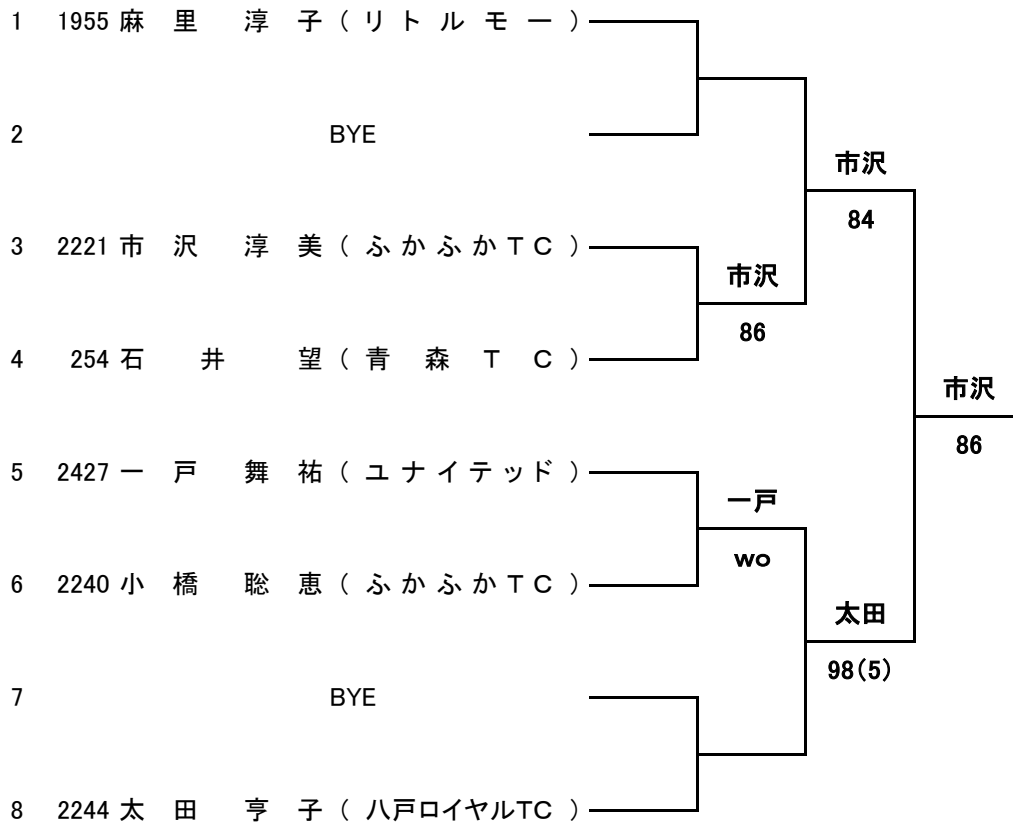 1 1955 麻里 淳子(リトルモー)
2 BYE
市沢
84
3 2221 市沢 淳美(ふかふかTC)
市沢
86
4 254 石井 望(青森TC)
市沢
86
5 2427 一戸 舞祐(ユナイテッド)
一戸
wo
6 2240 小橋 聡恵(ふかふかTC)
太田
98(5)
7 BYE
8 2244 太田 亨子(八戸ロイヤルTC)